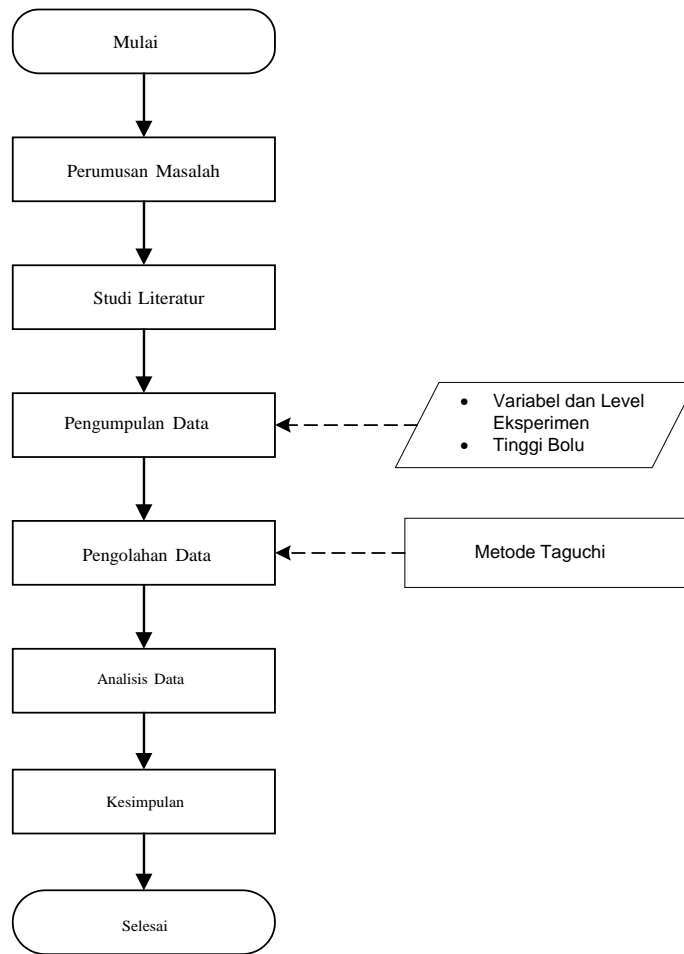 Mulai
Perumusan Masalah
Studi Literatur
Pengumpulan Data
• Variabel dan Level
Eksperimen
• Tinggi Bolu
Pengolahan Data
Metode Taguchi
Analisis Data
Kesimpulan
Selesai